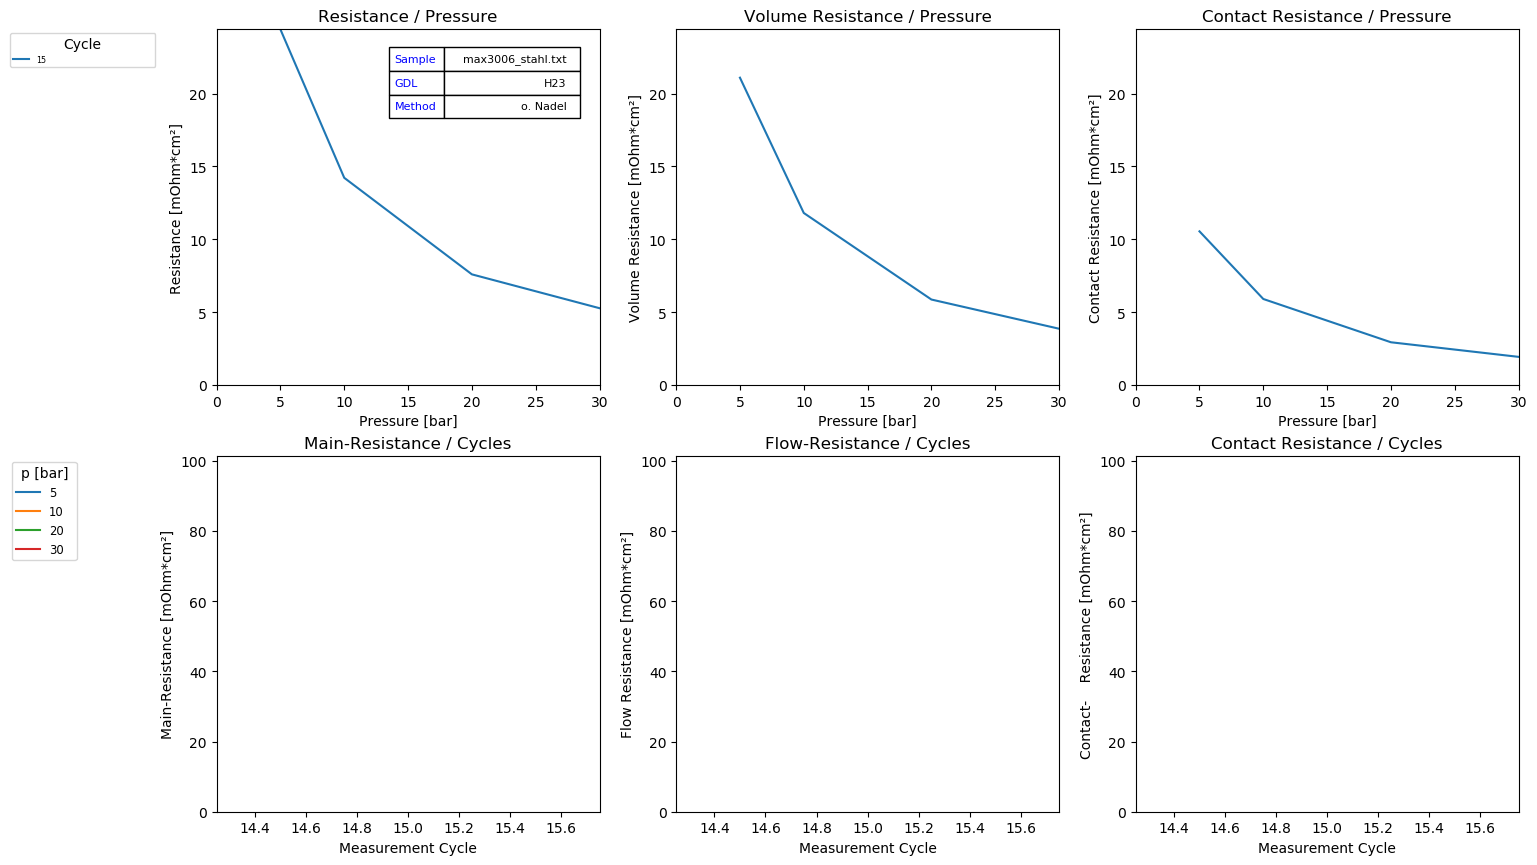 Cycle
15
Resistance / Pressure
Resistance [mOhm*cm²]
20
15
10
5
0
0 5 10 15 20 25 30
Pressure [bar]
Sample max3006_stahl.txt
GDL H23
Method o. Nadel
Volume Resistance / Pressure
Volume Resistance [mOhm*cm²]
20
15
10
5
0
0 5 10 15 20 25 30
Pressure [bar]
Contact Resistance / Pressure
Contact Resistance [mOhm*cm²]
20
15
10
5
0
0 5 10 15 20 25 30
Pressure [bar]
p [bar]
5
10
20
30
Main-Resistance / Cycles
Main-Resistance [mOhm*cm²]
100
80
60
40
20
0
14.4 14.6 14.8 15.0 15.2 15.4 15.6
Measurement Cycle
Flow-Resistance / Cycles
Flow Resistance [mOhm*cm²]
100
80
60
40
20
0
14.4 14.6 14.8 15.0 15.2 15.4 15.6
Measurement Cycle
Contact Resistance / Cycles
Contact- Resistance [mOhm*cm²]
100
80
60
40
20
0
14.4 14.6 14.8 15.0 15.2 15.4 15.6
Measurement Cycle